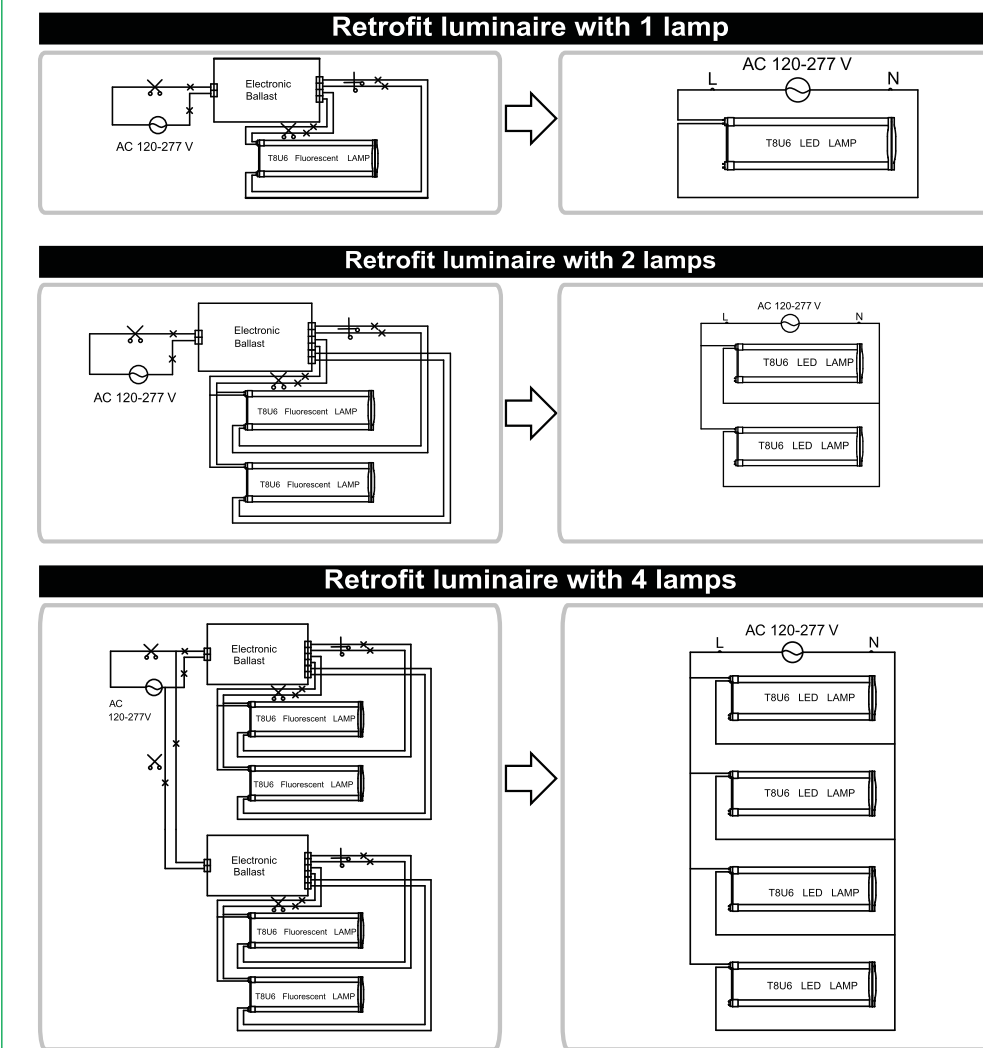 Retrofit luminaire with 1 lamp
Electronic
Ballast
AC 120-277 V
T8U6 Fluorescent LAMP
AC 120-277 V
L N
T8U6 LED LAMP
Retrofit luminaire with 2 lamps
Electronic
Ballast
AC 120-277 V
T8U6 Fluorescent LAMP
T8U6 Fluorescent LAMP
AC 120-277 V
L N
T8U6 LED LAMP
T8U6 LED LAMP
Retrofit luminaire with 4 lamps
Electronic
Ballast
AC
120-277V
T8U6 Fluorescent LAMP
T8U6 Fluorescent LAMP
Electronic
Ballast
T8U6 Fluorescent LAMP
T8U6 Fluorescent LAMP
AC 120-277 V
L N
T8U6 LED LAMP
T8U6 LED LAMP
T8U6 LED LAMP
T8U6 LED LAMP